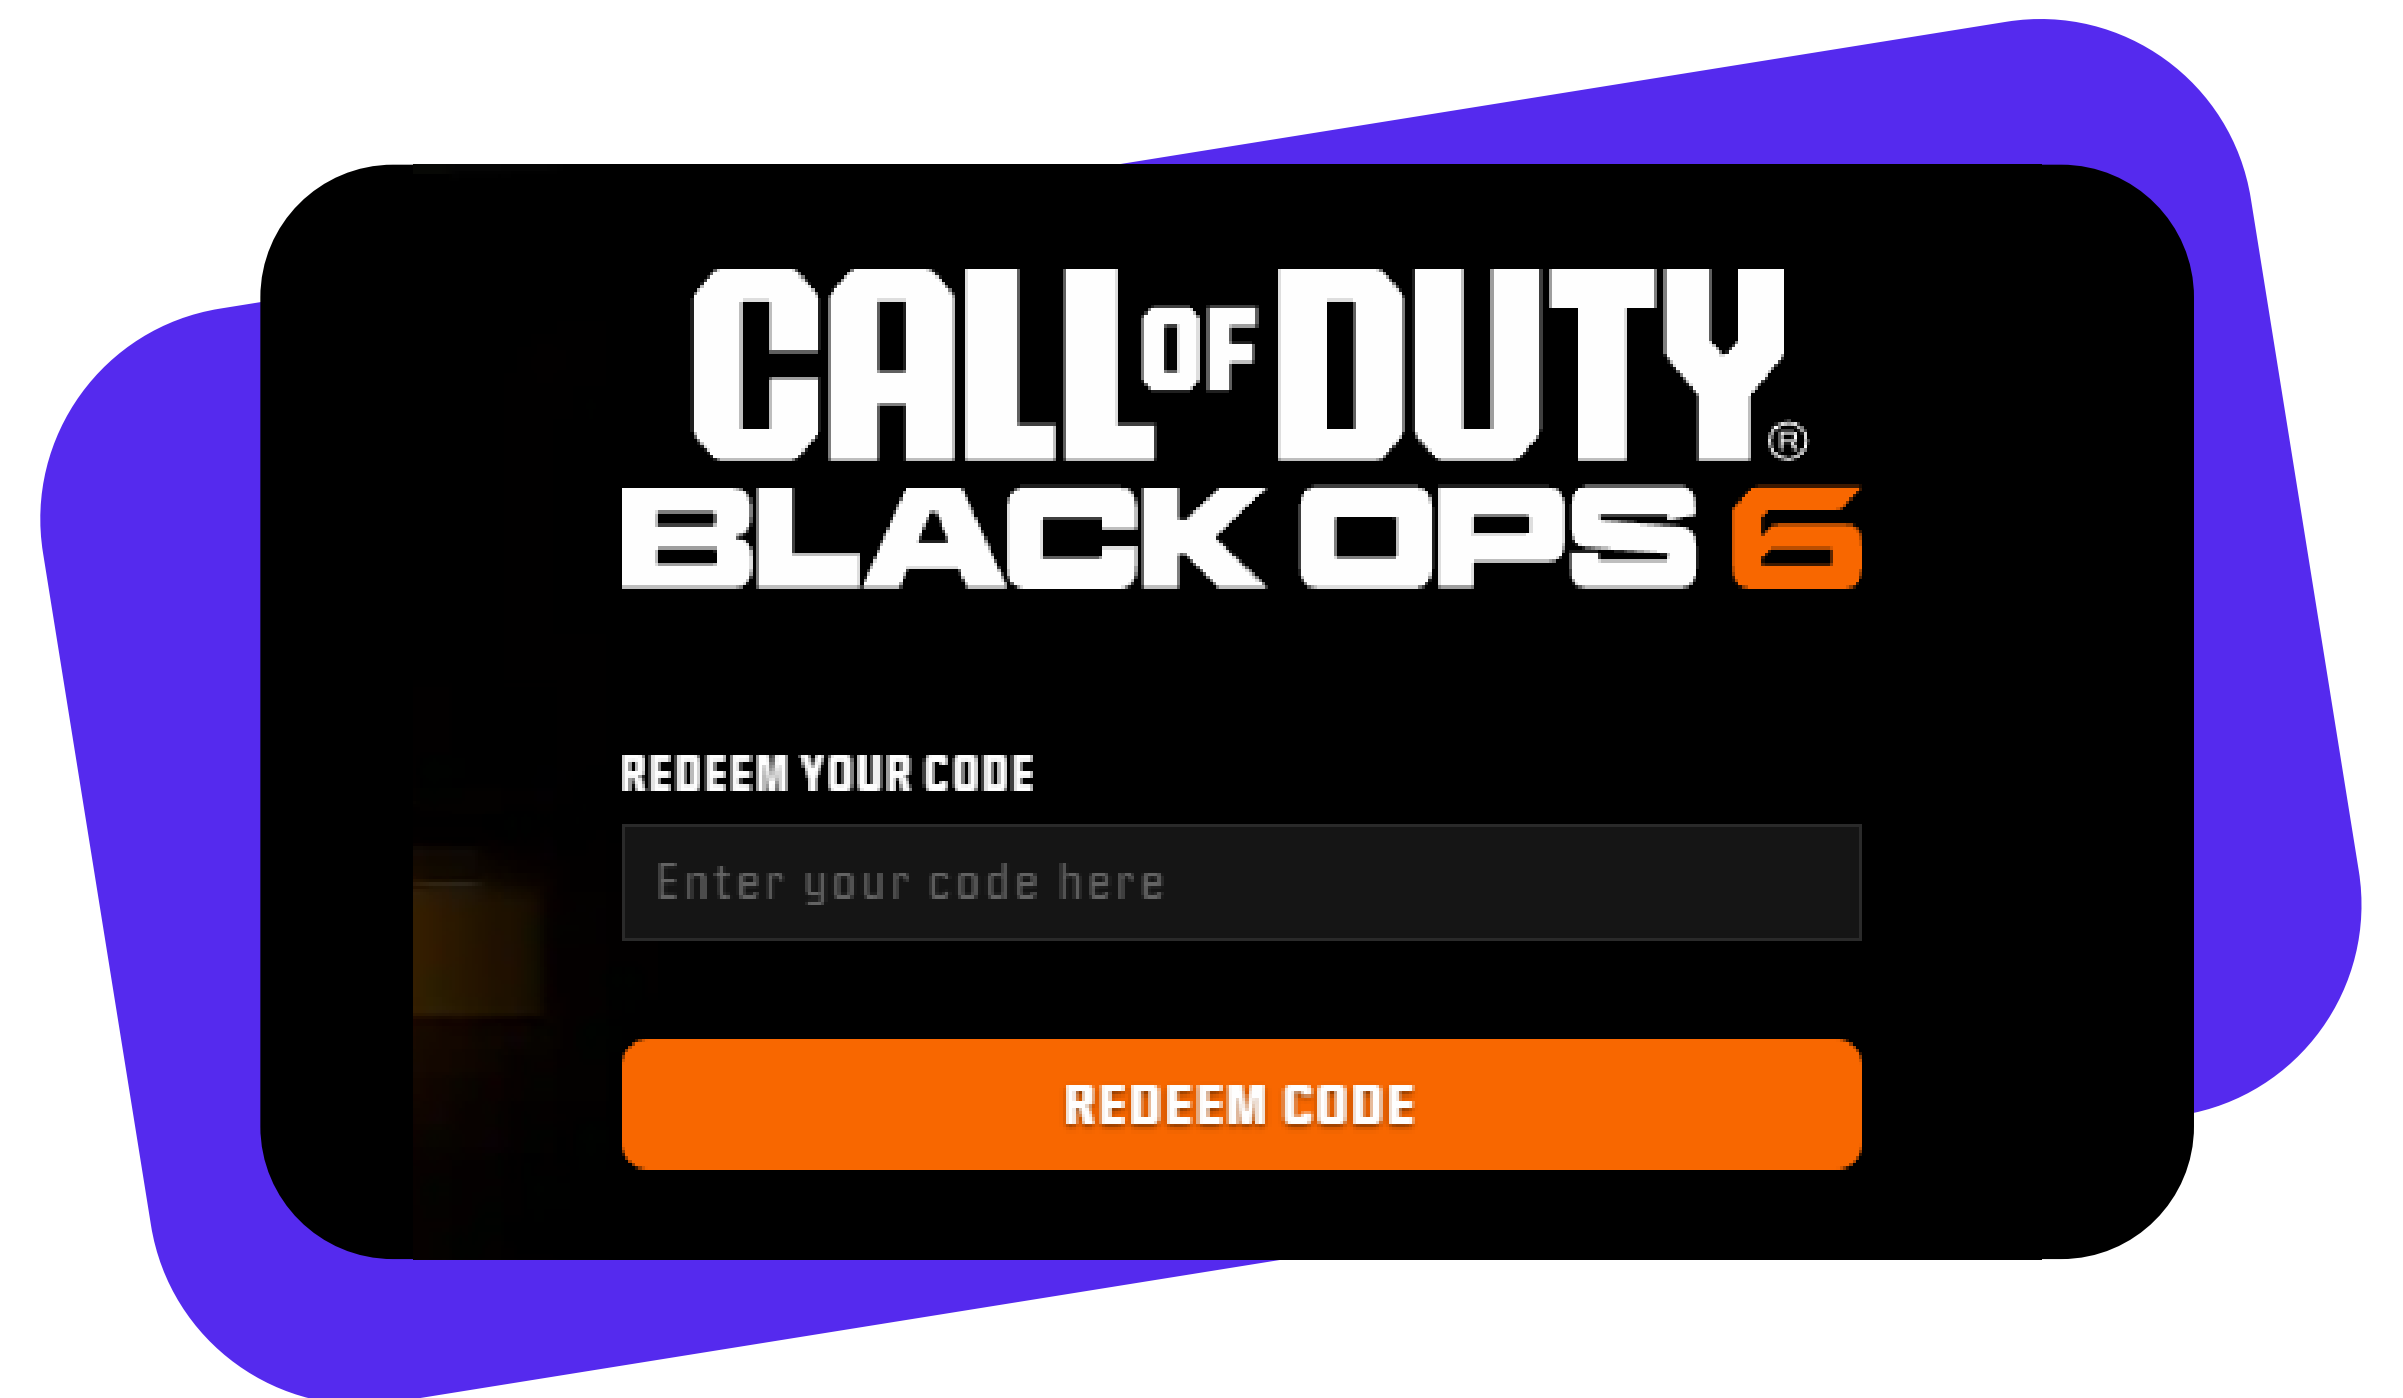 CALL OF DUTY®
BLACK OPS 6
REDEEM YOUR CODE
Enter your code here
REDEEM CODE